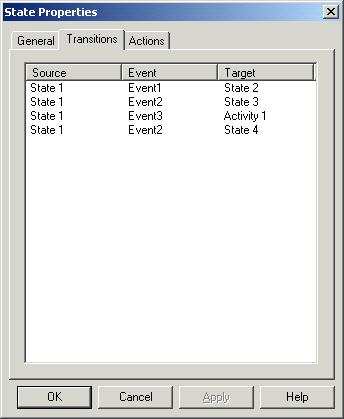 State Properties
General Transitions Actions
Source Event Target
State 1 Event1 State 2
State 1 Event2 State 3
State 1 Event3 Activity 1
State 1 Event2 State 4
OK Cancel Apply Help